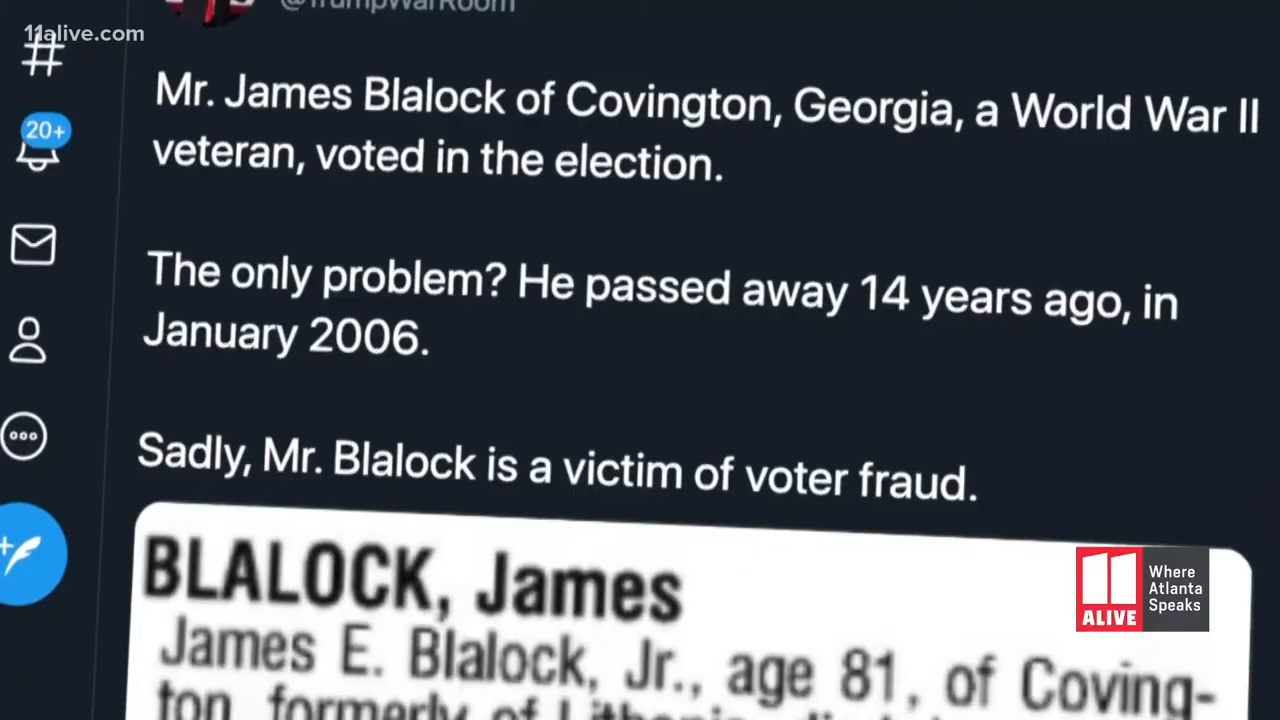 @TrumpWarRoom
11alive.com
20+
Mr. James Blalock of Covington, Georgia, a World War II
veteran, voted in the election.
The only problem? He passed away 14 years ago, in
January 2006.
Sadly, Mr. Blalock is a victim of voter fraud.
BLALOCK, James
James E. Blalock, Jr., age 81, of Coving-
ton, formerly of
11
ALIVE
Where
Atlanta
Speaks